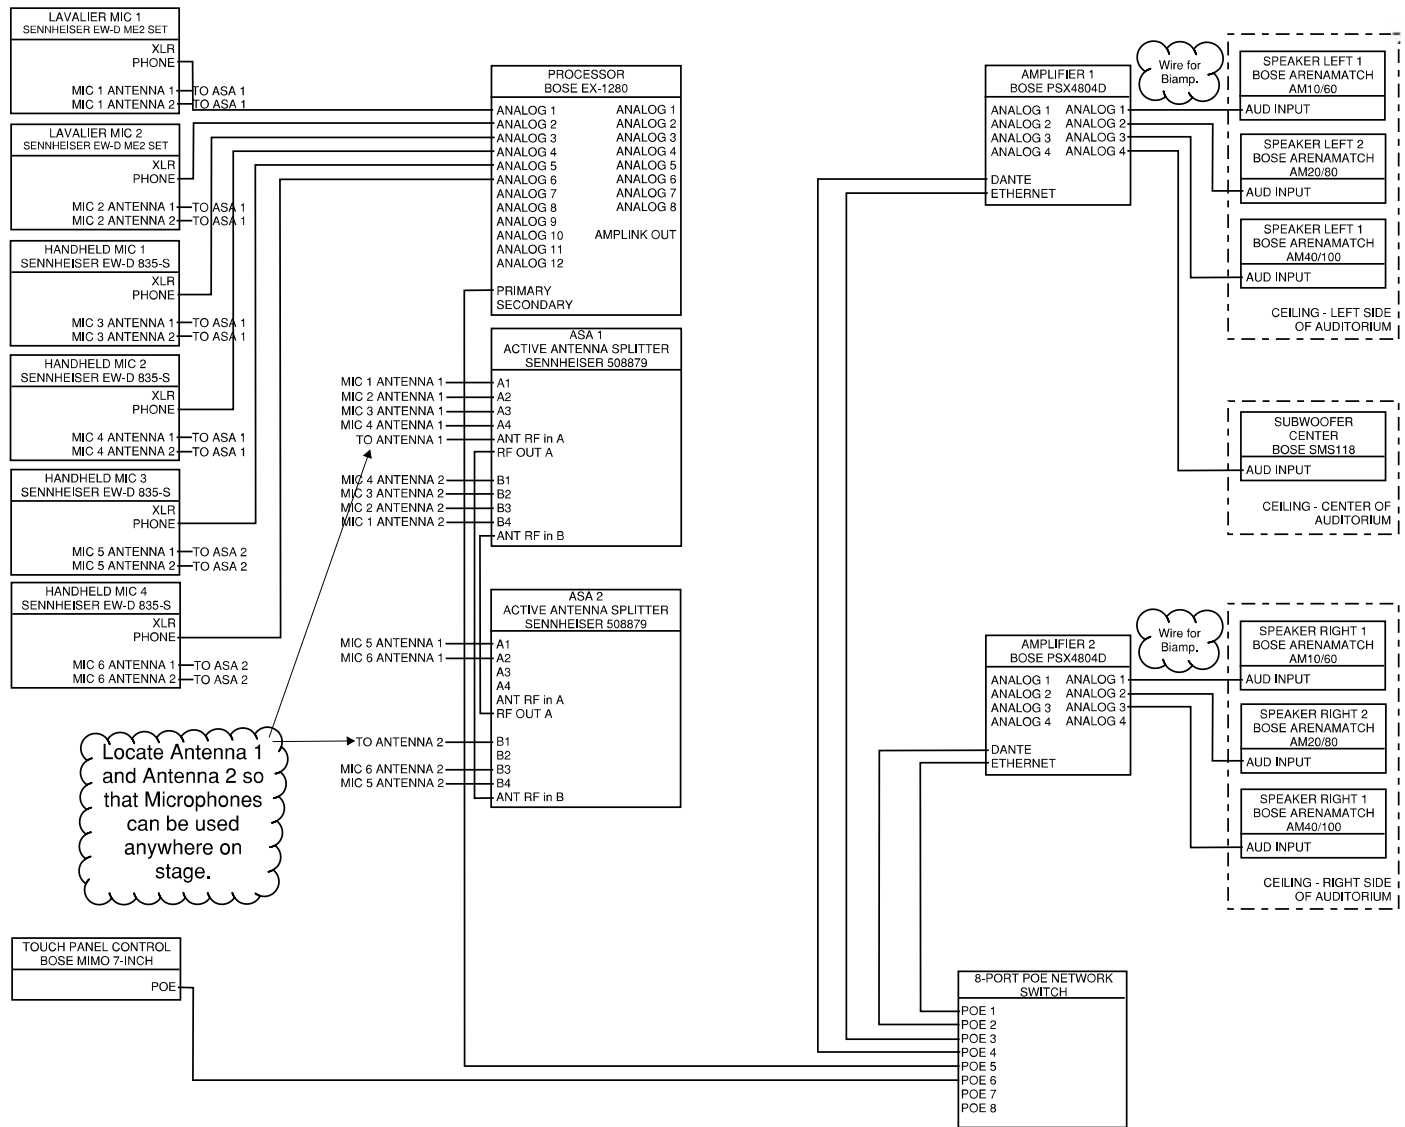 LAVALIER MIC 1
SENNHEISER EW-D ME2 SET
XLR
PHONE
MIC 1 ANTENNA 1
TO ASA 1
MIC 1 ANTENNA 2
TO ASA 1
LAVALIER MIC 2
SENNHEISER EW-D ME2 SET
XLR
PHONE
MIC 2 ANTENNA 1
TO ASA 1
MIC 2 ANTENNA 2
TO ASA 1
HANDHELD MIC 1
SENNHEISER EW-D 835-S
XLR
PHONE
MIC 3 ANTENNA 1
TO ASA 1
MIC 3 ANTENNA 2
TO ASA 1
HANDHELD MIC 2
SENNHEISER EW-D 835-S
XLR
PHONE
MIC 4 ANTENNA 1
TO ASA 1
MIC 4 ANTENNA 2
TO ASA 1
HANDHELD MIC 3
SENNHEISER EW-D 835-S
XLR
PHONE
MIC 5 ANTENNA 1
TO ASA 2
MIC 5 ANTENNA 2
TO ASA 2
HANDHELD MIC 4
SENNHEISER EW-D 835-S
XLR
PHONE
MIC 6 ANTENNA 1
TO ASA 2
MIC 6 ANTENNA 2
TO ASA 2
Locate Antenna 1
and Antenna 2 so
that Microphones
can be used
anywhere on
stage.
TOUCH PANEL CONTROL
BOSE MIMO 7-INCH
POE
PROCESSOR
BOSE EX-1280
ANALOG 1 ANALOG 1
ANALOG 2 ANALOG 2
ANALOG 3 ANALOG 3
ANALOG 4 ANALOG 4
ANALOG 5 ANALOG 5
ANALOG 6 ANALOG 6
ANALOG 7 ANALOG 7
ANALOG 8 ANALOG 8
ANALOG 9
ANALOG 10 AMPLINK OUT
ANALOG 11
ANALOG 12
PRIMARY
SECONDARY
ASA 1
ACTIVE ANTENNA SPLITTER
SENNHEISER 508879
MIC 1 ANTENNA 1 A1
MIC 2 ANTENNA 1 A2
MIC 3 ANTENNA 1 A3
MIC 4 ANTENNA 1 A4
TO ANTENNA 1 ANT RF in A
RF OUT A
MIC 4 ANTENNA 2 B1
MIC 3 ANTENNA 2 B2
MIC 2 ANTENNA 2 B3
MIC 1 ANTENNA 2 B4
ANT RF in B
ASA 2
ACTIVE ANTENNA SPLITTER
SENNHEISER 508879
MIC 5 ANTENNA 1 A1
MIC 6 ANTENNA 1 A2
A3
A4
ANT RF in A
RF OUT A
TO ANTENNA 2 B1
B2
MIC 6 ANTENNA 2 B3
MIC 5 ANTENNA 2 B4
ANT RF in B
AMPLIFIER 1
BOSE PSX4804D
ANALOG 1 ANALOG 1
ANALOG 2 ANALOG 2
ANALOG 3 ANALOG 3
ANALOG 4 ANALOG 4
DANTE
ETHERNET
Wire for
Biamp.
SPEAKER LEFT 1
BOSE ARENAMATCH
AM10/60
AUD INPUT
SPEAKER LEFT 2
BOSE ARENAMATCH
AM20/80
AUD INPUT
SPEAKER LEFT 1
BOSE ARENAMATCH
AM40/100
AUD INPUT
CEILING - LEFT SIDE
OF AUDITORIUM
SUBWOOFER
CENTER
BOSE SMS118
AUD INPUT
CEILING - CENTER OF
AUDITORIUM
AMPLIFIER 2
BOSE PSX4804D
ANALOG 1 ANALOG 1
ANALOG 2 ANALOG 2
ANALOG 3 ANALOG 3
ANALOG 4 ANALOG 4
DANTE
ETHERNET
Wire for
Biamp.
SPEAKER RIGHT 1
BOSE ARENAMATCH
AM10/60
AUD INPUT
SPEAKER RIGHT 2
BOSE ARENAMATCH
AM20/80
AUD INPUT
SPEAKER RIGHT 1
BOSE ARENAMATCH
AM40/100
AUD INPUT
CEILING - RIGHT SIDE
OF AUDITORIUM
8-PORT POE NETWORK
SWITCH
POE 1
POE 2
POE 3
POE 4
POE 5
POE 6
POE 7
POE 8